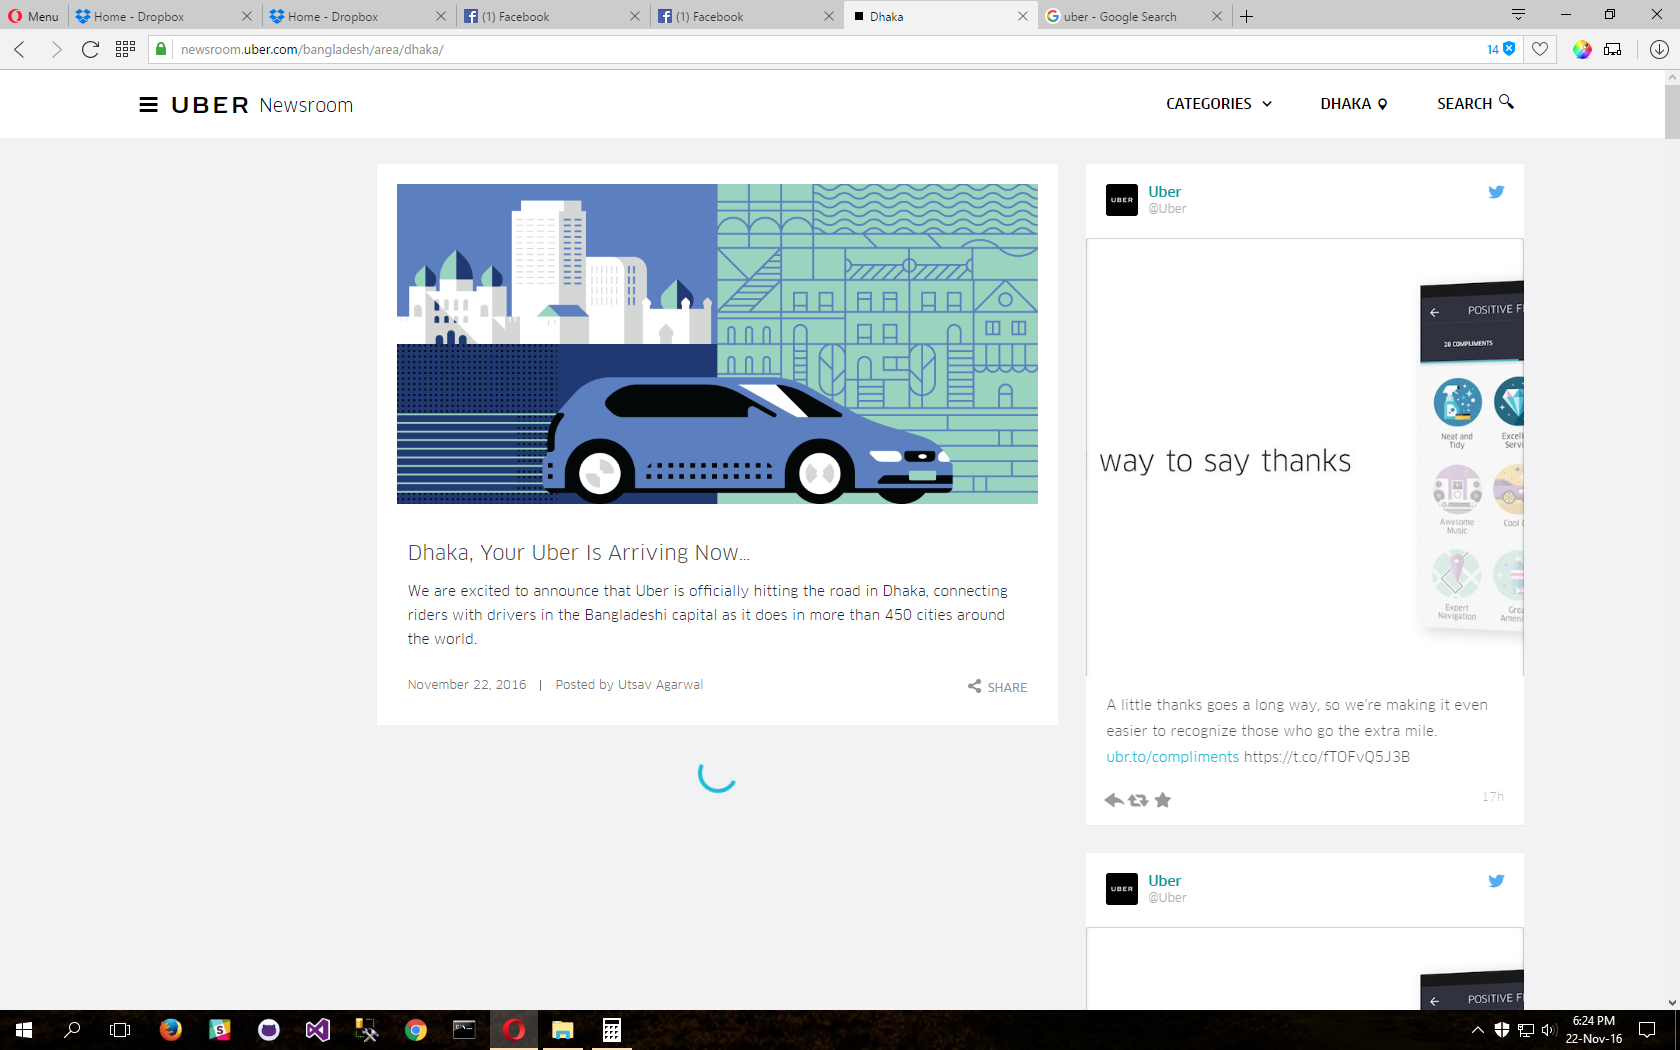 Menu
Home - Dropbox
Home - Dropbox
(1) Facebook
(1) Facebook
Dhaka
uber - Google Search
newsroom.uber.com/bangladesh/area/dhaka/
14
UBER Newsroom
CATEGORIES
DHAKA
SEARCH
Dhaka, Your Uber Is Arriving Now...
We are excited to announce that Uber is officially hitting the road in Dhaka, connecting
riders with drivers in the Bangladeshi capital as it does in more than 450 cities around
the world.
November 22, 2016 | Posted by Utsav Agarwal
SHARE
UBER
Uber
@Uber
POSITIVE F
28 COMPLIMENTS
Neat and
Tidy
Excell
Servi
way to say thanks
Awesome
Music
Cool
Expert
Navigation
Grea
Ameni
A little thanks goes a long way, so we're making it even
easier to recognize those who go the extra mile.
ubr.to/compliments https://t.co/fTOFvQ5J3B
17h
UBER
Uber
@Uber
POSITIVE F
6:24 PM
22-Nov-16